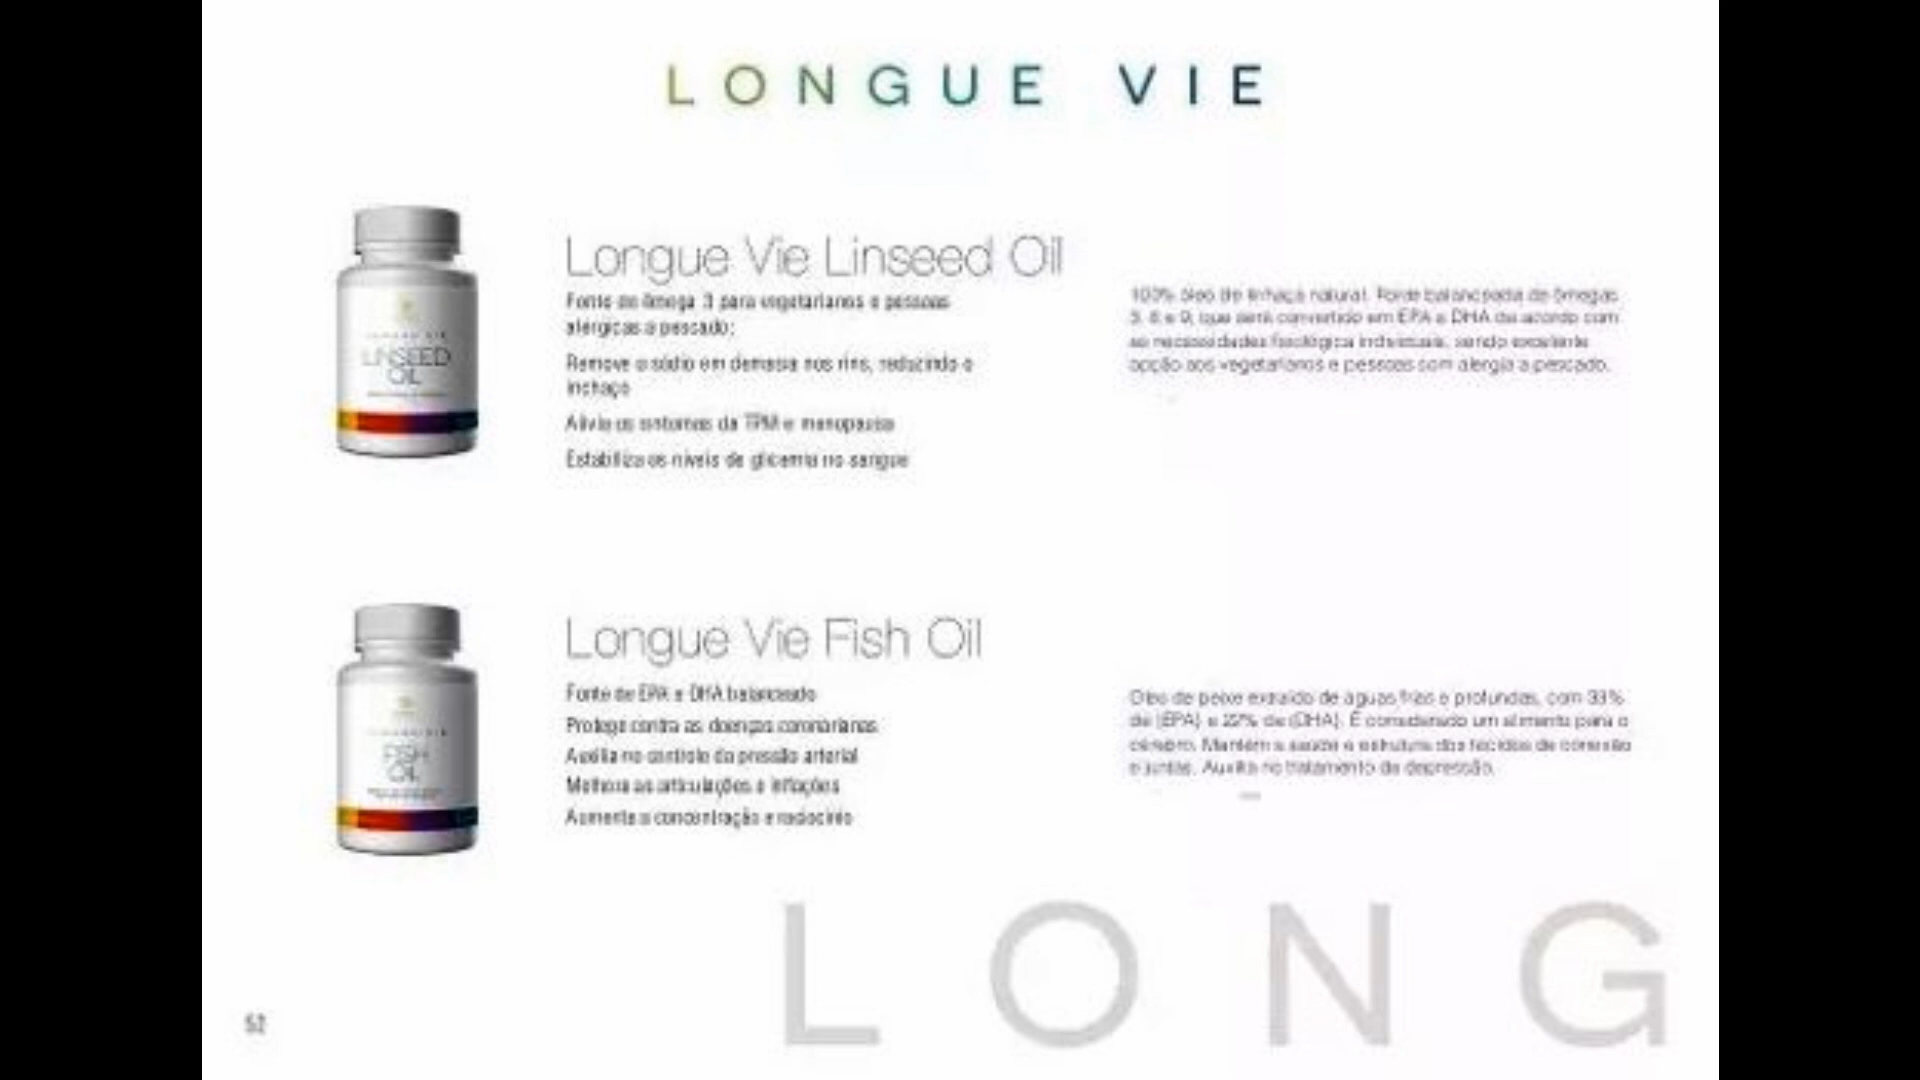 LONGUE VIE
Longue Vie Linseed Oil
Fonte de ômega 3 para vegetarianos e pessoas
alérgicas a pescado;
Remove o sódio em demasia nos rins, reduzindo o
inchaço
Alivia os sintomas da TPM e menopausa
Estabiliza os níveis de glicemia no sangue
100% óleo de linhaça natural. Fonte balanceada de ômegas
3, 6 e 9, que será convertido em EPA e DHA de acordo com
as necessidades fisiológica individuais, sendo excelente
opção aos vegetarianos e pessoas com alergia a pescado.
LONGUE VIE
LINSEED
OIL
Longue Vie Fish Oil
Fonte de EPA e DHA balanceado
Protege contra as doenças coronarianas
Auxilia no controle da pressão arterial
Melhora as articulações e inflações
Aumenta a concentração e raciocínio
Óleo de peixe extraído de águas frias e profundas, com 33%
de (EPA) e 22% de (DHA). É considerado um alimento para o
cérebro. Mantém a saúde e estrutura dos tecidos de conexão
e juntas. Auxilia no tratamento da depressão.
LONGUE VIE
FISH
OIL
LONG
52